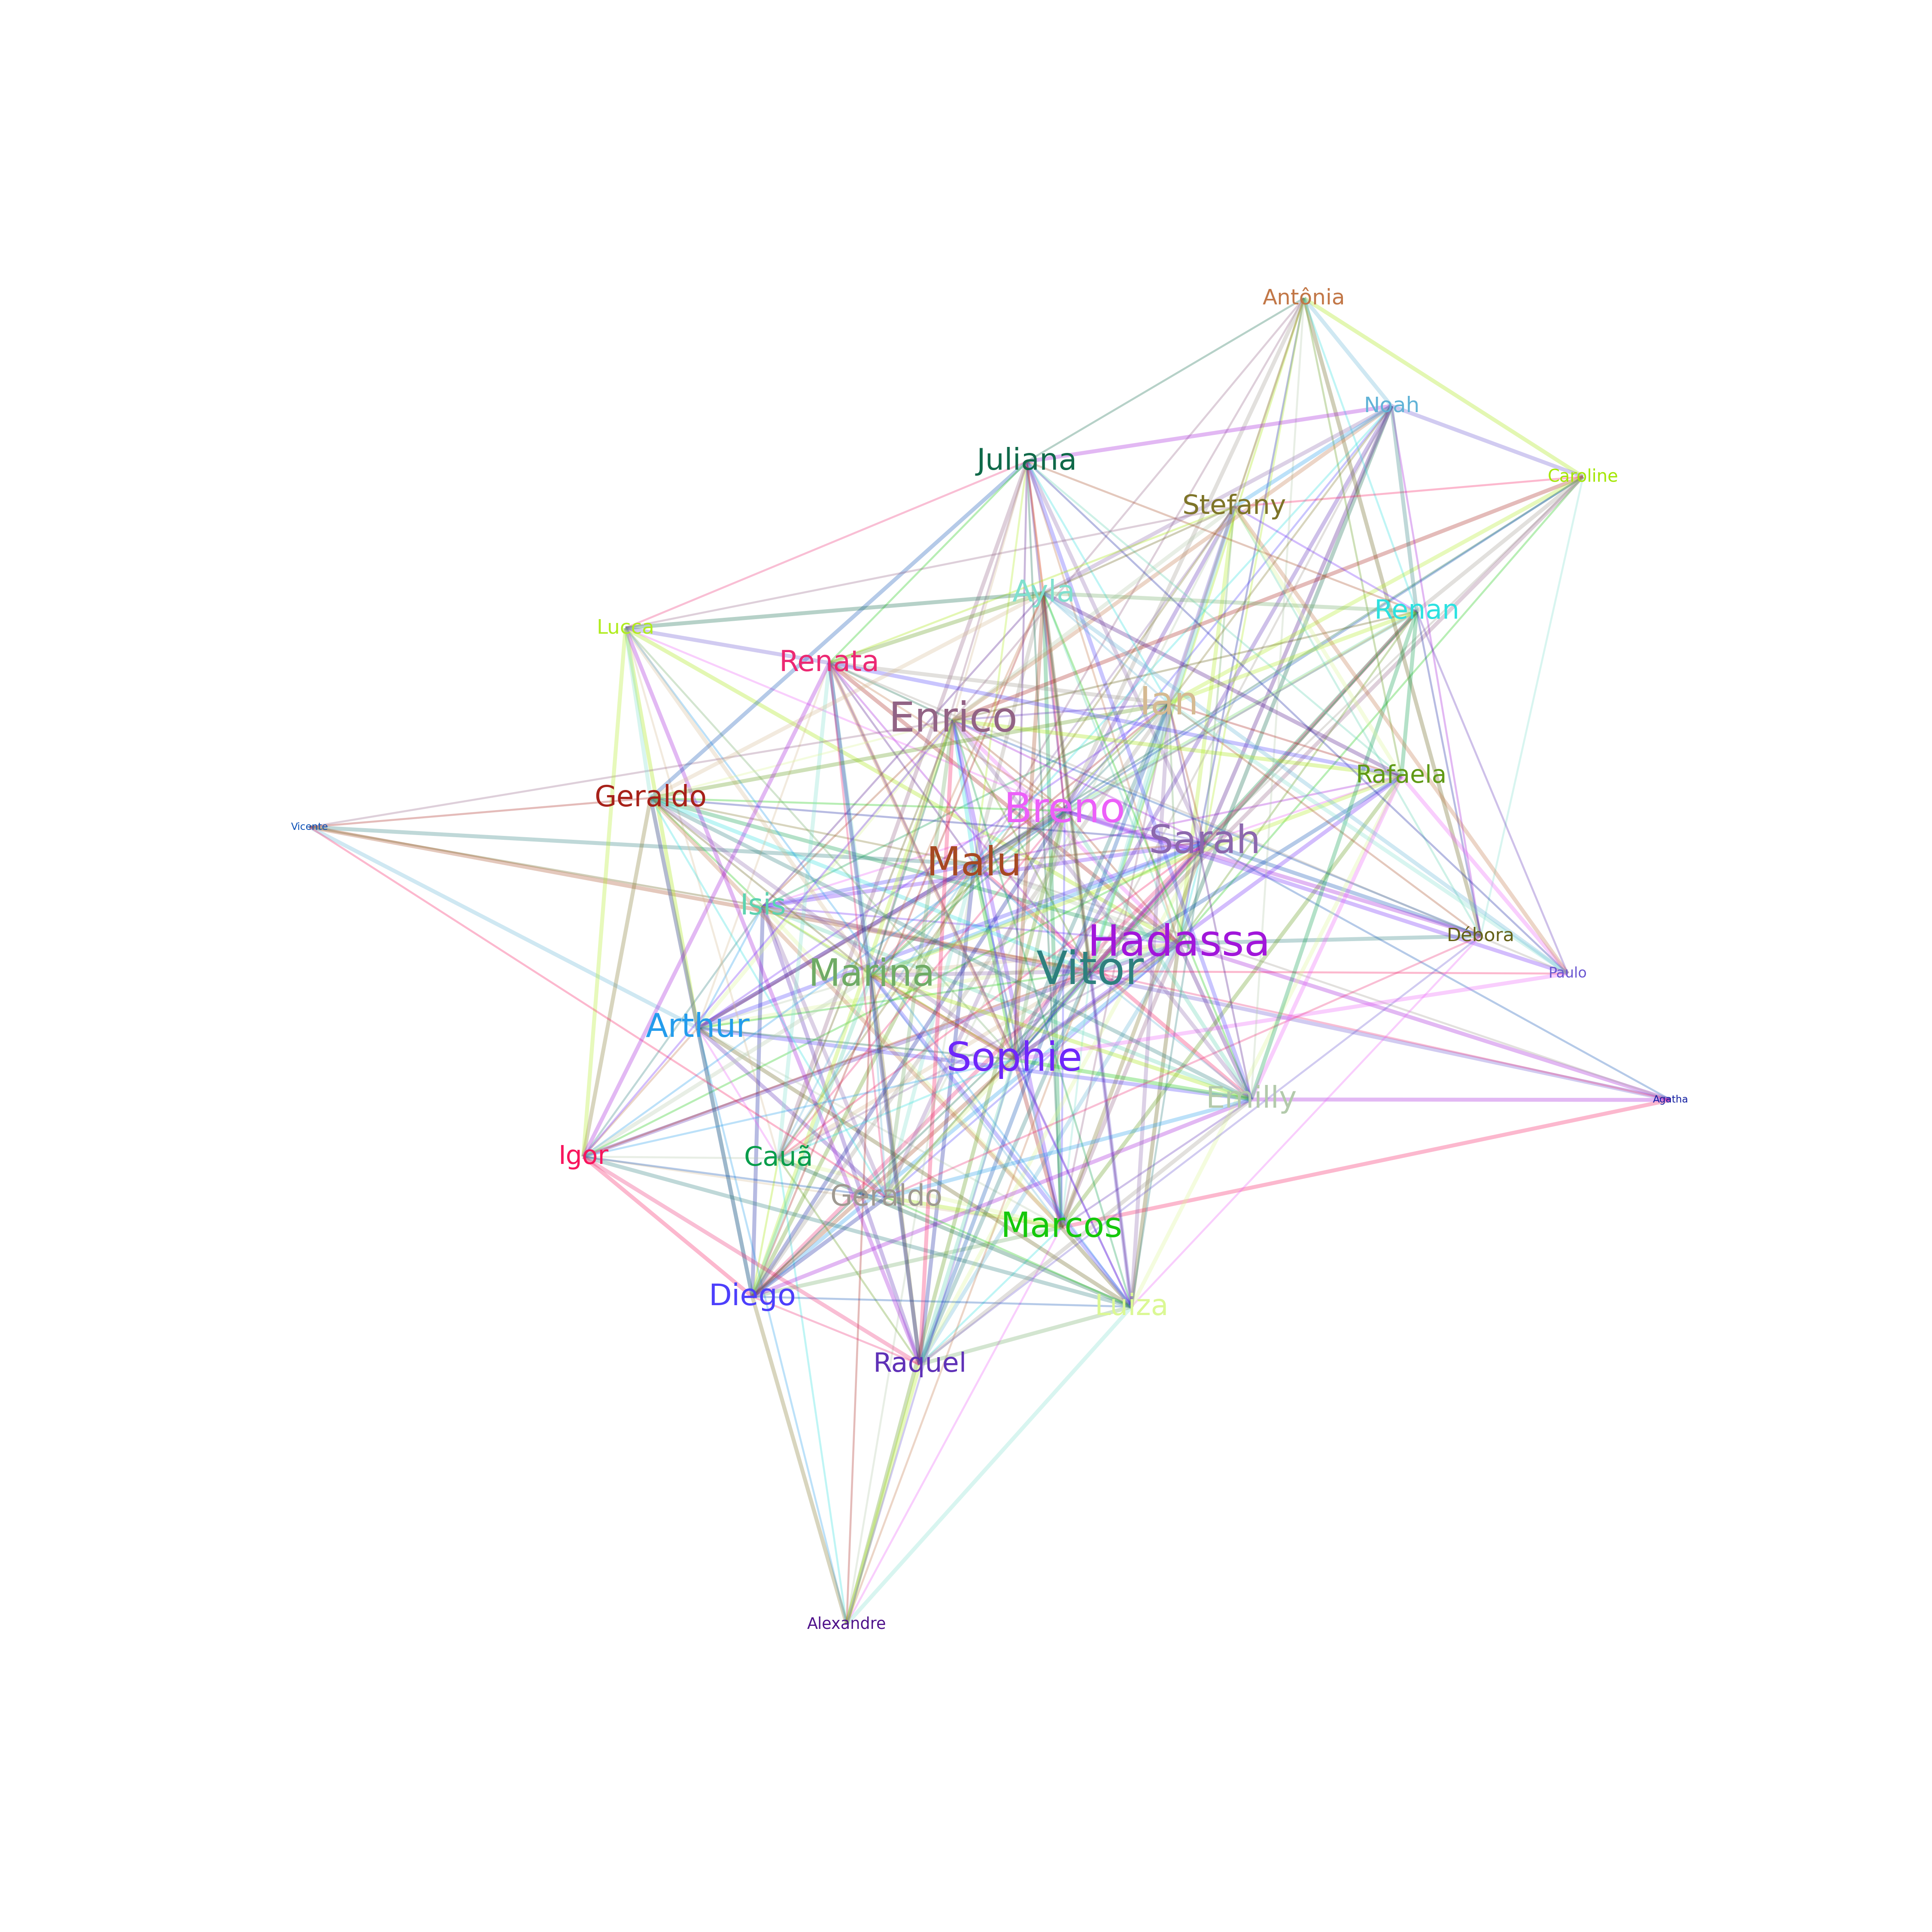 Antônia
Noah
Juliana
Caroline
Stefany
Ayla
Renan
Lucca
Renata
Ian
Enrico
Rafaela
Geraldo
Breno
Vicente
Sarah
Malu
Isis
Débora
Hadassa
Vitor
Marina
Paulo
Arthur
Sophie
Emilly
Agatha
Igor
Cauã
Geraldo
Marcos
Diego
Luiza
Raquel
Alexandre